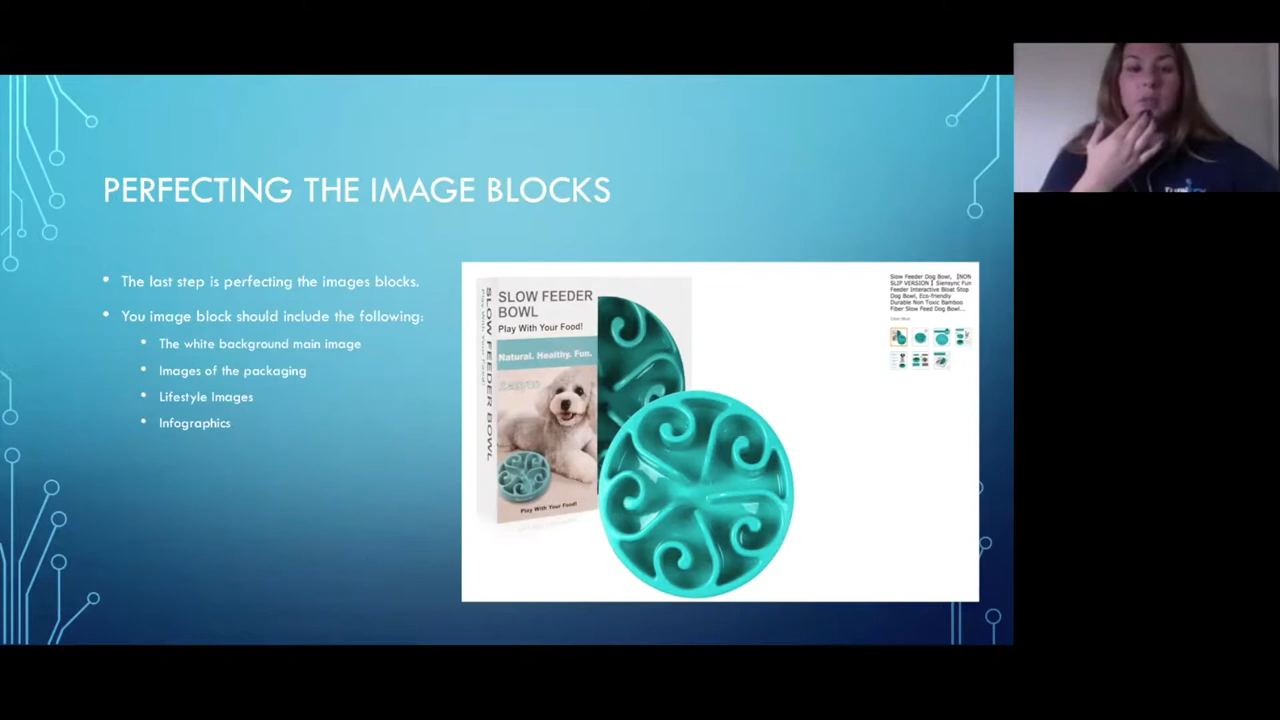 PERFECTING THE IMAGE BLOCKS
The last step is perfecting the images blocks.
You image block should include the following:
The white background main image
Images of the packaging
Lifestyle Images
Infographics
SLOW FEEDER BOWL
SLOW FEEDER
BOWL
Play With Your Food!
Natural. Healthy. Fun.
Play With Your Food!
Slow Feeder Dog Bowl, 【NON
SLIP VERSION】 Siensync Fun
Feeder Interactive Bloat Stop
Dog Bowl, Eco-friendly
Durable Non Toxic Bamboo
Fiber Slow Feed Dog Bowl...